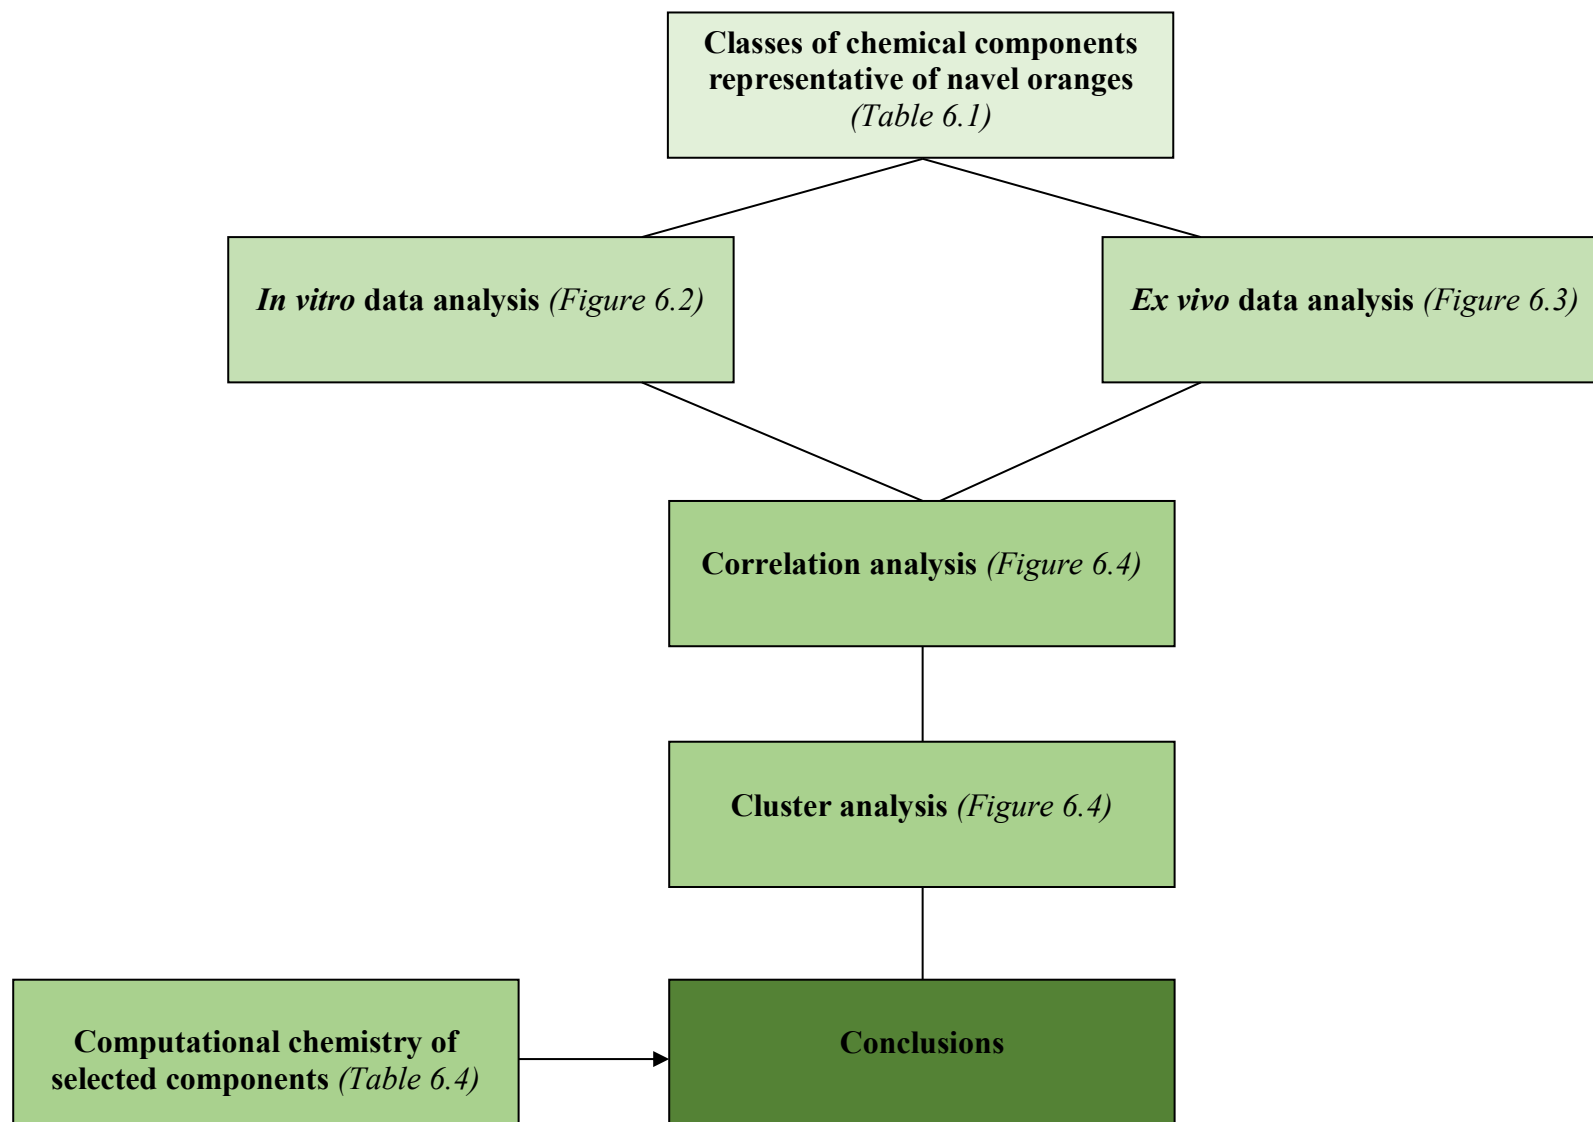 Classes of chemical components
representative of navel oranges
(Table 6.1)
In vitro data analysis (Figure 6.2)
Ex vivo data analysis (Figure 6.3)
Correlation analysis (Figure 6.4)
Cluster analysis (Figure 6.4)
Computational chemistry of
selected components (Table 6.4)
Conclusions